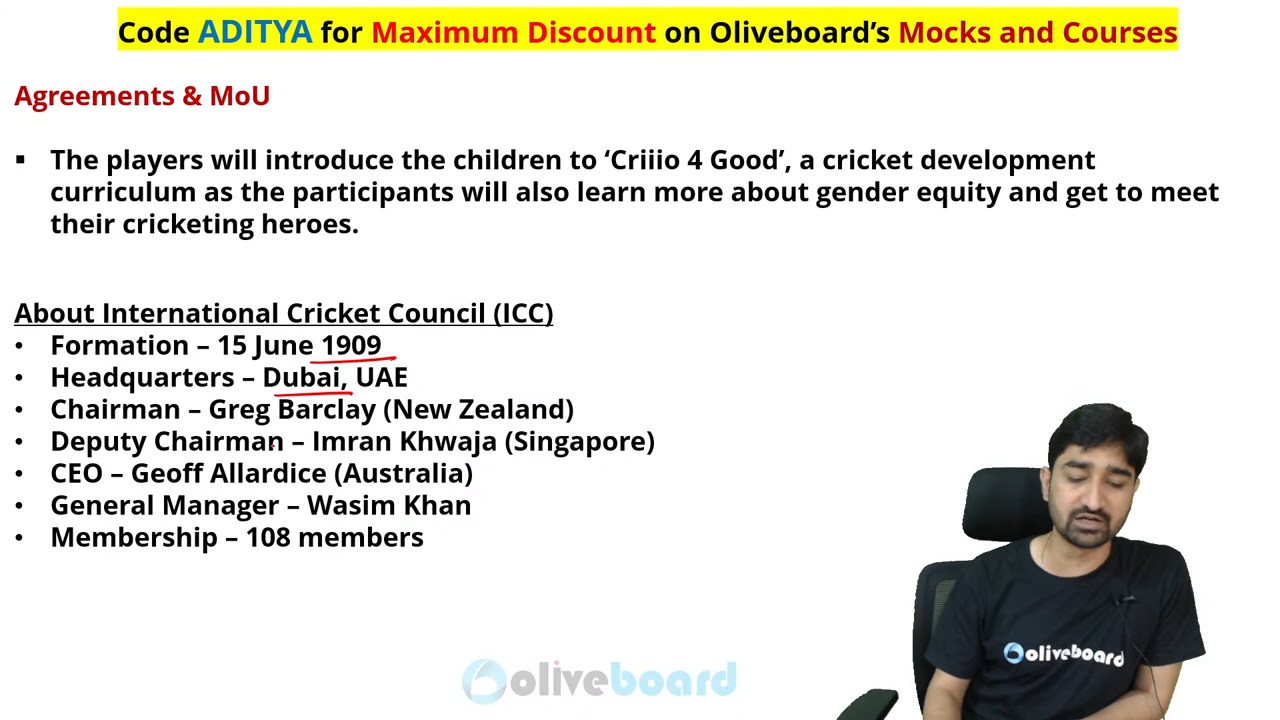 Code ADITYA for Maximum Discount on Oliveboard’s Mocks and Courses
Agreements & MoU
▪ The players will introduce the children to ‘Criiio 4 Good’, a cricket development
curriculum as the participants will also learn more about gender equity and get to meet
their cricketing heroes.
About International Cricket Council (ICC)
• Formation – 15 June 1909
• Headquarters – Dubai, UAE
• Chairman – Greg Barclay (New Zealand)
• Deputy Chairman – Imran Khwaja (Singapore)
• CEO – Geoff Allardice (Australia)
• General Manager – Wasim Khan
• Membership – 108 members
oliveboard
oliveboard